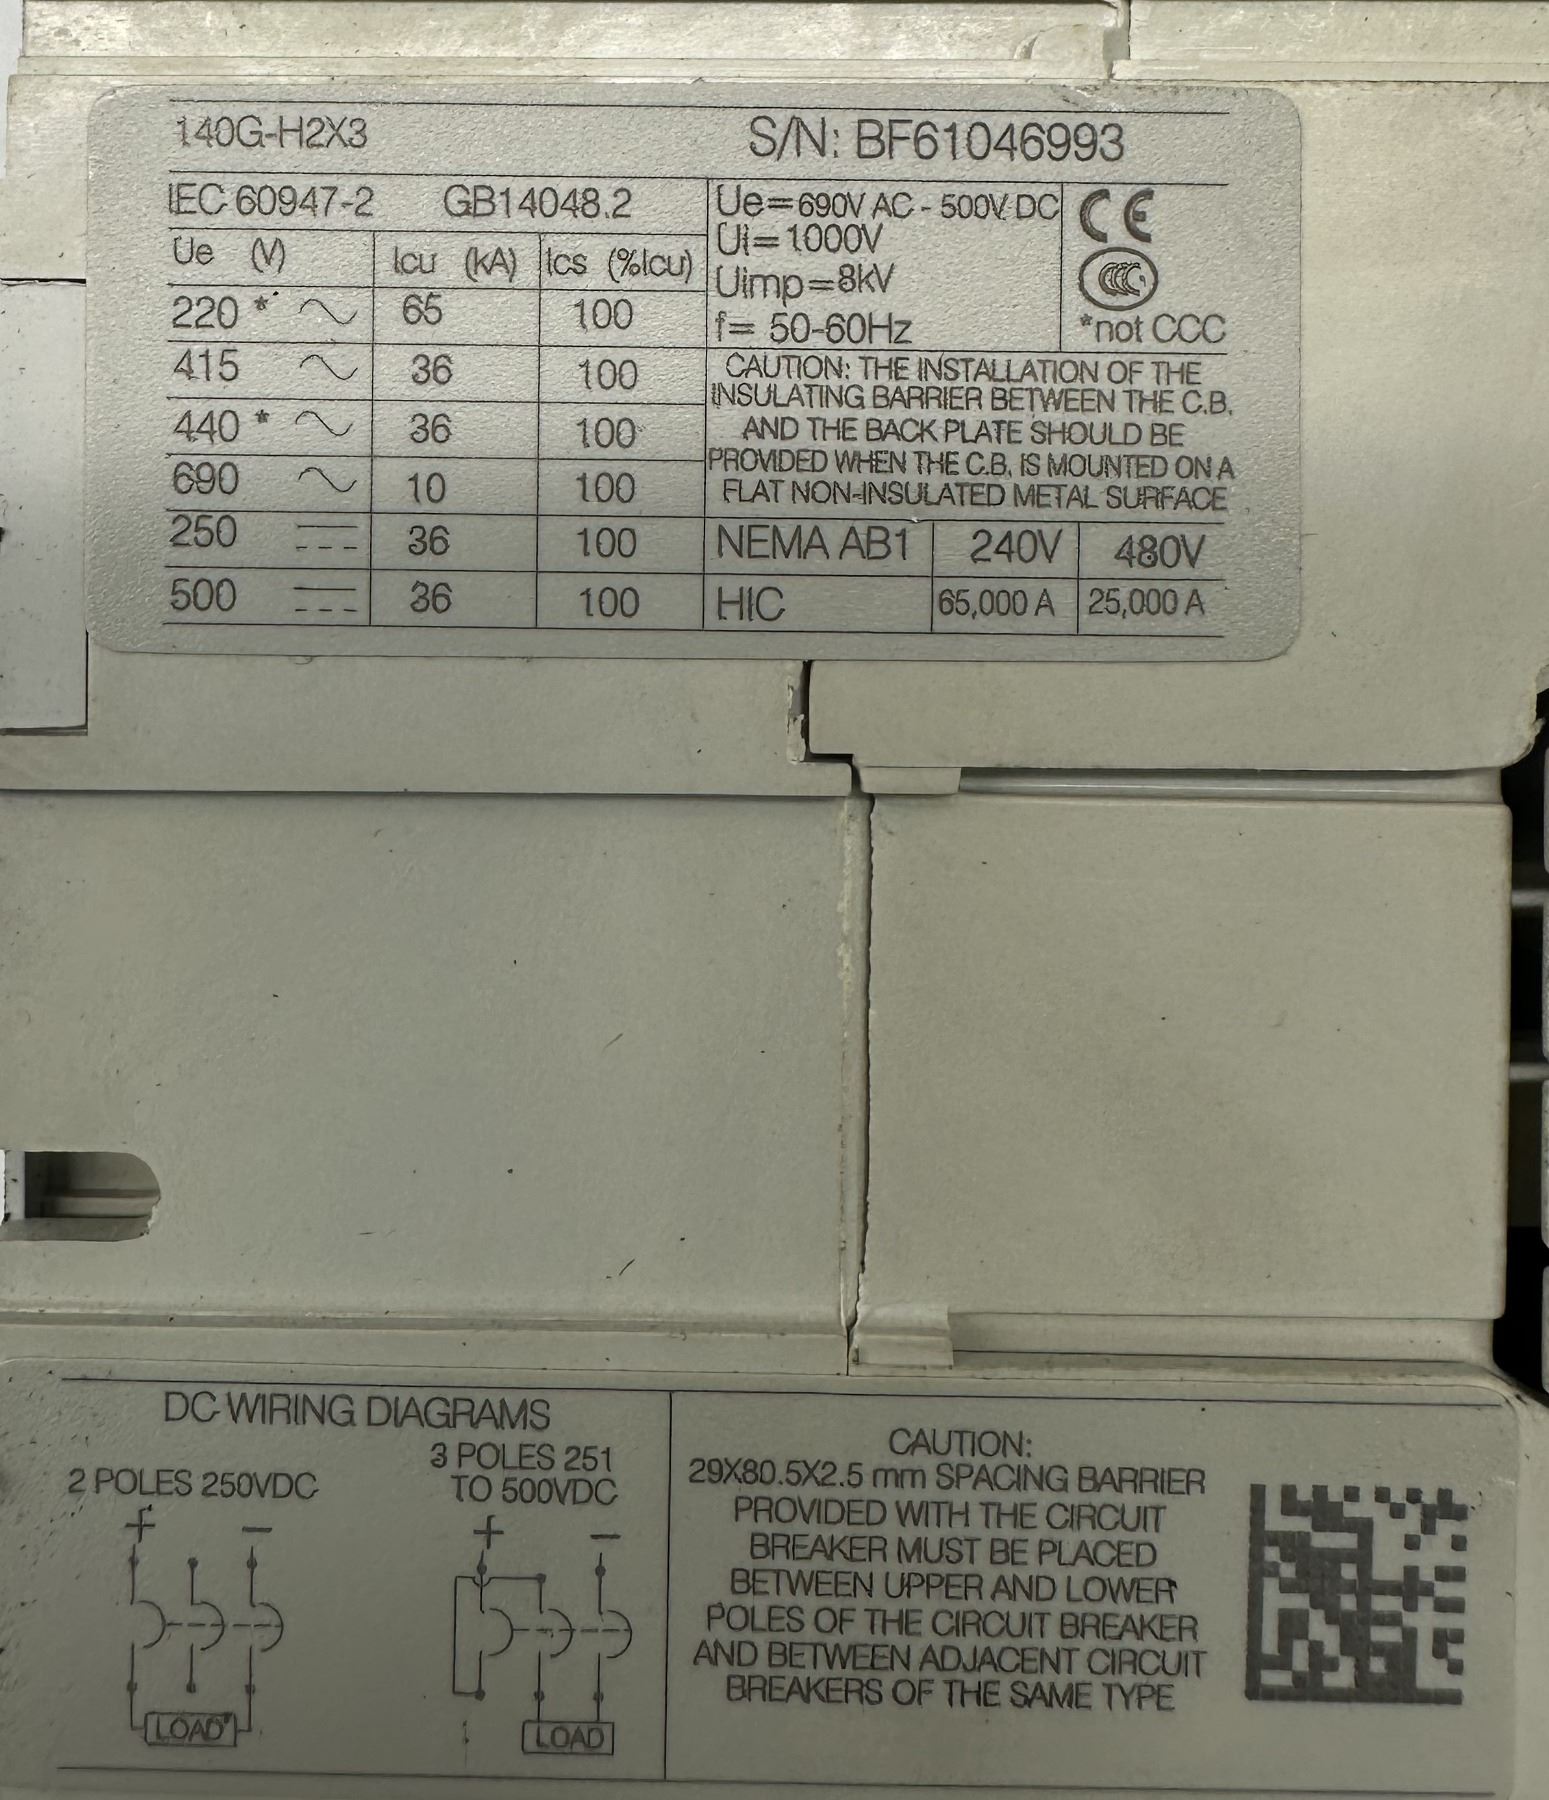 140G-H2X3 S/N: BF61046993
IEC 60947-2 GB14048.2
Ue (V) Icu (kA) Ics (%Icu)
220 * 65 100
415 36 100
440 * 36 100
690 10 100
250 36 100
500 36 100
Ue=690V AC - 500V DC
Ui=1000V
Uimp=8kV
f= 50-60Hz
CE
CCC
*not CCC
CAUTION: THE INSTALLATION OF THE
INSULATING BARRIER BETWEEN THE C.B.
AND THE BACK PLATE SHOULD BE
PROVIDED WHEN THE C.B. IS MOUNTED ON A
FLAT NON-INSULATED METAL SURFACE
NEMA AB1 240V 480V
HIC 65,000 A 25,000 A
DC WIRING DIAGRAMS
2 POLES 250VDC
+ −
LOAD
3 POLES 251
TO 500VDC
+ −
LOAD
CAUTION:
29X80.5X2.5 mm SPACING BARRIER
PROVIDED WITH THE CIRCUIT
BREAKER MUST BE PLACED
BETWEEN UPPER AND LOWER
POLES OF THE CIRCUIT BREAKER
AND BETWEEN ADJACENT CIRCUIT
BREAKERS OF THE SAME TYPE